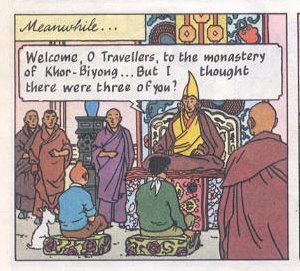 Meanwhile...
Welcome, O Travellers, to the monastery
of Khor-Biyong...But I thought
there were three of you?